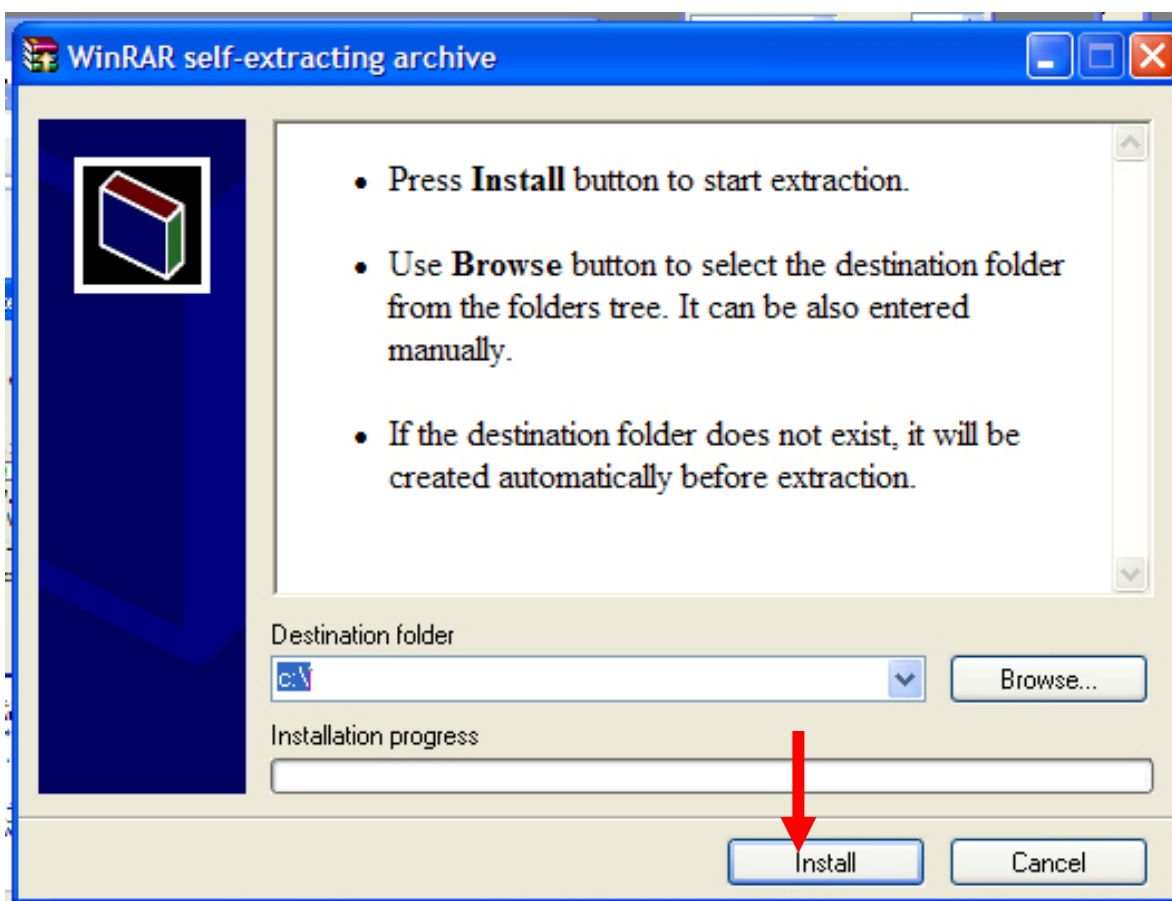 WinRAR self-extracting archive
• Press Install button to start extraction.
• Use Browse button to select the destination folder
from the folders tree. It can be also entered
manually.
• If the destination folder does not exist, it will be
created automatically before extraction.
Destination folder
c:\
Browse...
Installation progress
Install
Cancel